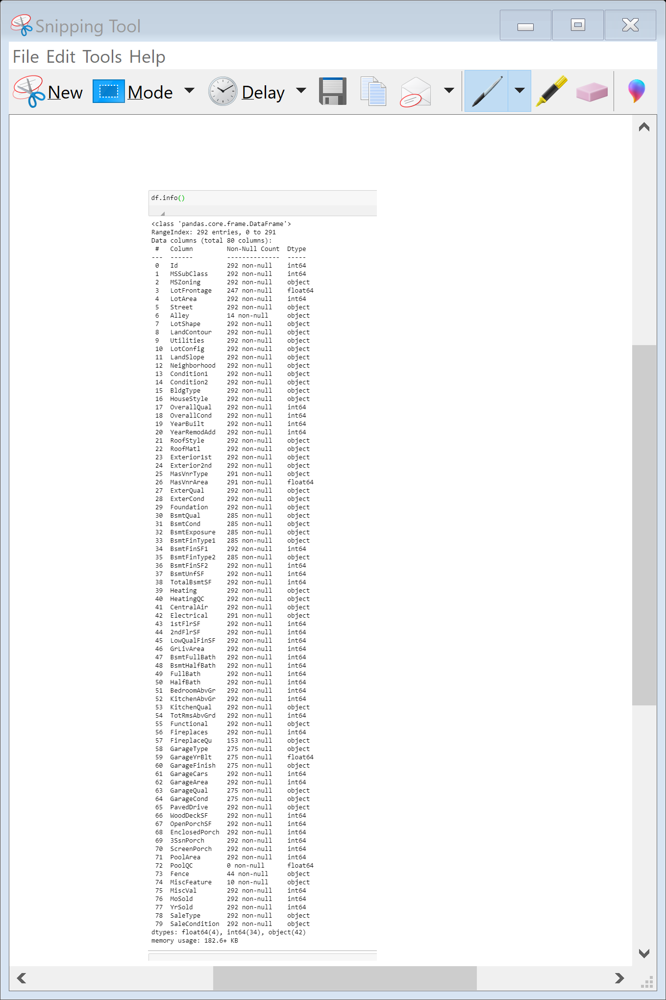 Snipping Tool
File Edit Tools Help
New Mode Delay
df.info()
<class 'pandas.core.frame.DataFrame'>
RangeIndex: 292 entries, 0 to 291
Data columns (total 80 columns):
# Column Non-Null Count Dtype
--- ------ -------------- -----
0 Id 292 non-null int64
1 MSSubClass 292 non-null int64
2 MSZoning 292 non-null object
3 LotFrontage 247 non-null float64
4 LotArea 292 non-null int64
5 Street 292 non-null object
6 Alley 14 non-null object
7 LotShape 292 non-null object
8 LandContour 292 non-null object
9 Utilities 292 non-null object
10 LotConfig 292 non-null object
11 LandSlope 292 non-null object
12 Neighborhood 292 non-null object
13 Condition1 292 non-null object
14 Condition2 292 non-null object
15 BldgType 292 non-null object
16 HouseStyle 292 non-null object
17 OverallQual 292 non-null int64
18 OverallCond 292 non-null int64
19 YearBuilt 292 non-null int64
20 YearRemodAdd 292 non-null int64
21 RoofStyle 292 non-null object
22 RoofMatl 292 non-null object
23 Exterior1st 292 non-null object
24 Exterior2nd 292 non-null object
25 MasVnrType 291 non-null object
26 MasVnrArea 291 non-null float64
27 ExterQual 292 non-null object
28 ExterCond 292 non-null object
29 Foundation 292 non-null object
30 BsmtQual 285 non-null object
31 BsmtCond 285 non-null object
32 BsmtExposure 285 non-null object
33 BsmtFinType1 285 non-null object
34 BsmtFinSF1 292 non-null int64
35 BsmtFinType2 285 non-null object
36 BsmtFinSF2 292 non-null int64
37 BsmtUnfSF 292 non-null int64
38 TotalBsmtSF 292 non-null int64
39 Heating 292 non-null object
40 HeatingQC 292 non-null object
41 CentralAir 292 non-null object
42 Electrical 291 non-null object
43 1stFlrSF 292 non-null int64
44 2ndFlrSF 292 non-null int64
45 LowQualFinSF 292 non-null int64
46 GrLivArea 292 non-null int64
47 BsmtFullBath 292 non-null int64
48 BsmtHalfBath 292 non-null int64
49 FullBath 292 non-null int64
50 HalfBath 292 non-null int64
51 BedroomAbvGr 292 non-null int64
52 KitchenAbvGr 292 non-null int64
53 KitchenQual 292 non-null object
54 TotRmsAbvGrd 292 non-null int64
55 Functional 292 non-null object
56 Fireplaces 292 non-null int64
57 FireplaceQu 153 non-null object
58 GarageType 275 non-null object
59 GarageYrBlt 275 non-null float64
60 GarageFinish 275 non-null object
61 GarageCars 292 non-null int64
62 GarageArea 292 non-null int64
63 GarageQual 275 non-null object
64 GarageCond 275 non-null object
65 PavedDrive 292 non-null object
66 WoodDeckSF 292 non-null int64
67 OpenPorchSF 292 non-null int64
68 EnclosedPorch 292 non-null int64
69 3SsnPorch 292 non-null int64
70 ScreenPorch 292 non-null int64
71 PoolArea 292 non-null int64
72 PoolQC 0 non-null float64
73 Fence 44 non-null object
74 MiscFeature 10 non-null object
75 MiscVal 292 non-null int64
76 MoSold 292 non-null int64
77 YrSold 292 non-null int64
78 SaleType 292 non-null object
79 SaleCondition 292 non-null object
dtypes: float64(4), int64(34), object(42)
memory usage: 182.6+ KB